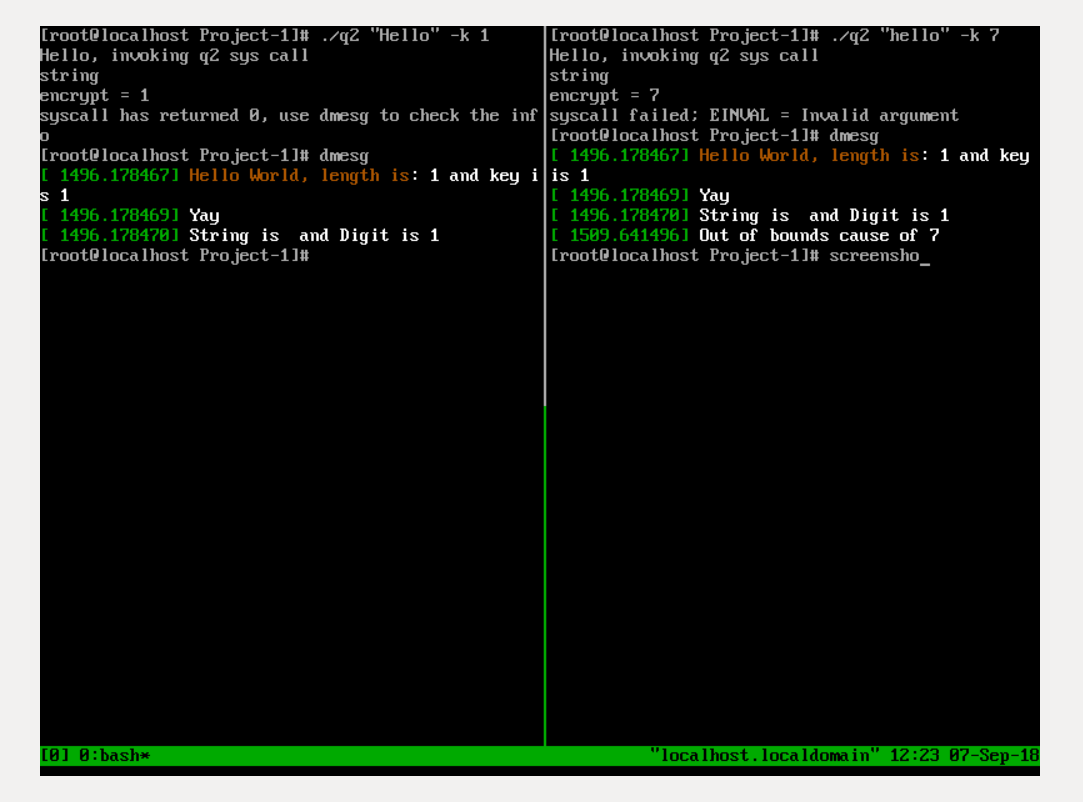 [root@localhost Project-1]# ./q2 "Hello" -k 1
Hello, invoking q2 sys call
string
encrypt = 1
syscall has returned 0, use dmesg to check the inf
o
[root@localhost Project-1]# dmesg
[ 1496.178467] Hello World, length is: 1 and key i
s 1
[ 1496.178469] Yay
[ 1496.178470] String is  and Digit is 1
[root@localhost Project-1]#
[root@localhost Project-1]# ./q2 "hello" -k 7
Hello, invoking q2 sys call
string
encrypt = 7
syscall failed; EINVAL = Invalid argument
[root@localhost Project-1]# dmesg
[ 1496.178467] Hello World, length is: 1 and key
is 1
[ 1496.178469] Yay
[ 1496.178470] String is  and Digit is 1
[ 1509.641496] Out of bounds cause of 7
[root@localhost Project-1]# screensho_
[0] 0:bash* "localhost.localdomain" 12:23 07-Sep-18